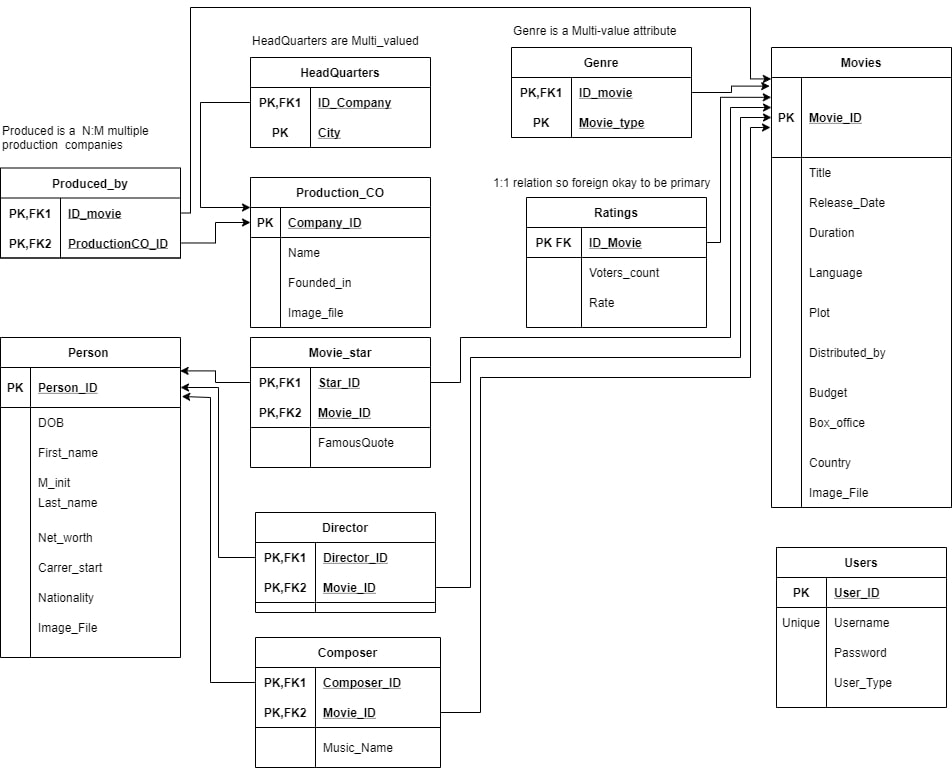 HeadQuarters are Multi_valued
HeadQuarters
PK,FK1 ID_Company
PK City
Genre is a Multi-value attribute
Genre
PK,FK1 ID_movie
PK Movie_type
Movies
PK Movie_ID
Title
Release_Date
Duration
Language
Plot
Distributed_by
Budget
Box_office
Country
Image_File
Produced is a N:M multiple
production companies
Produced_by
PK,FK1 ID_movie
PK,FK2 ProductionCO_ID
Production_CO
PK Company_ID
Name
Founded_in
Image_file
1:1 relation so foreign okay to be primary
Ratings
PK FK ID_Movie
Voters_count
Rate
Person
PK Person_ID
DOB
First_name
M_init
Last_name
Net_worth
Carrer_start
Nationality
Image_File
Movie_star
PK,FK1 Star_ID
PK,FK2 Movie_ID
FamousQuote
Director
PK,FK1 Director_ID
PK,FK2 Movie_ID
Composer
PK,FK1 Composer_ID
PK,FK2 Movie_ID
Music_Name
Users
PK User_ID
Unique Username
Password
User_Type